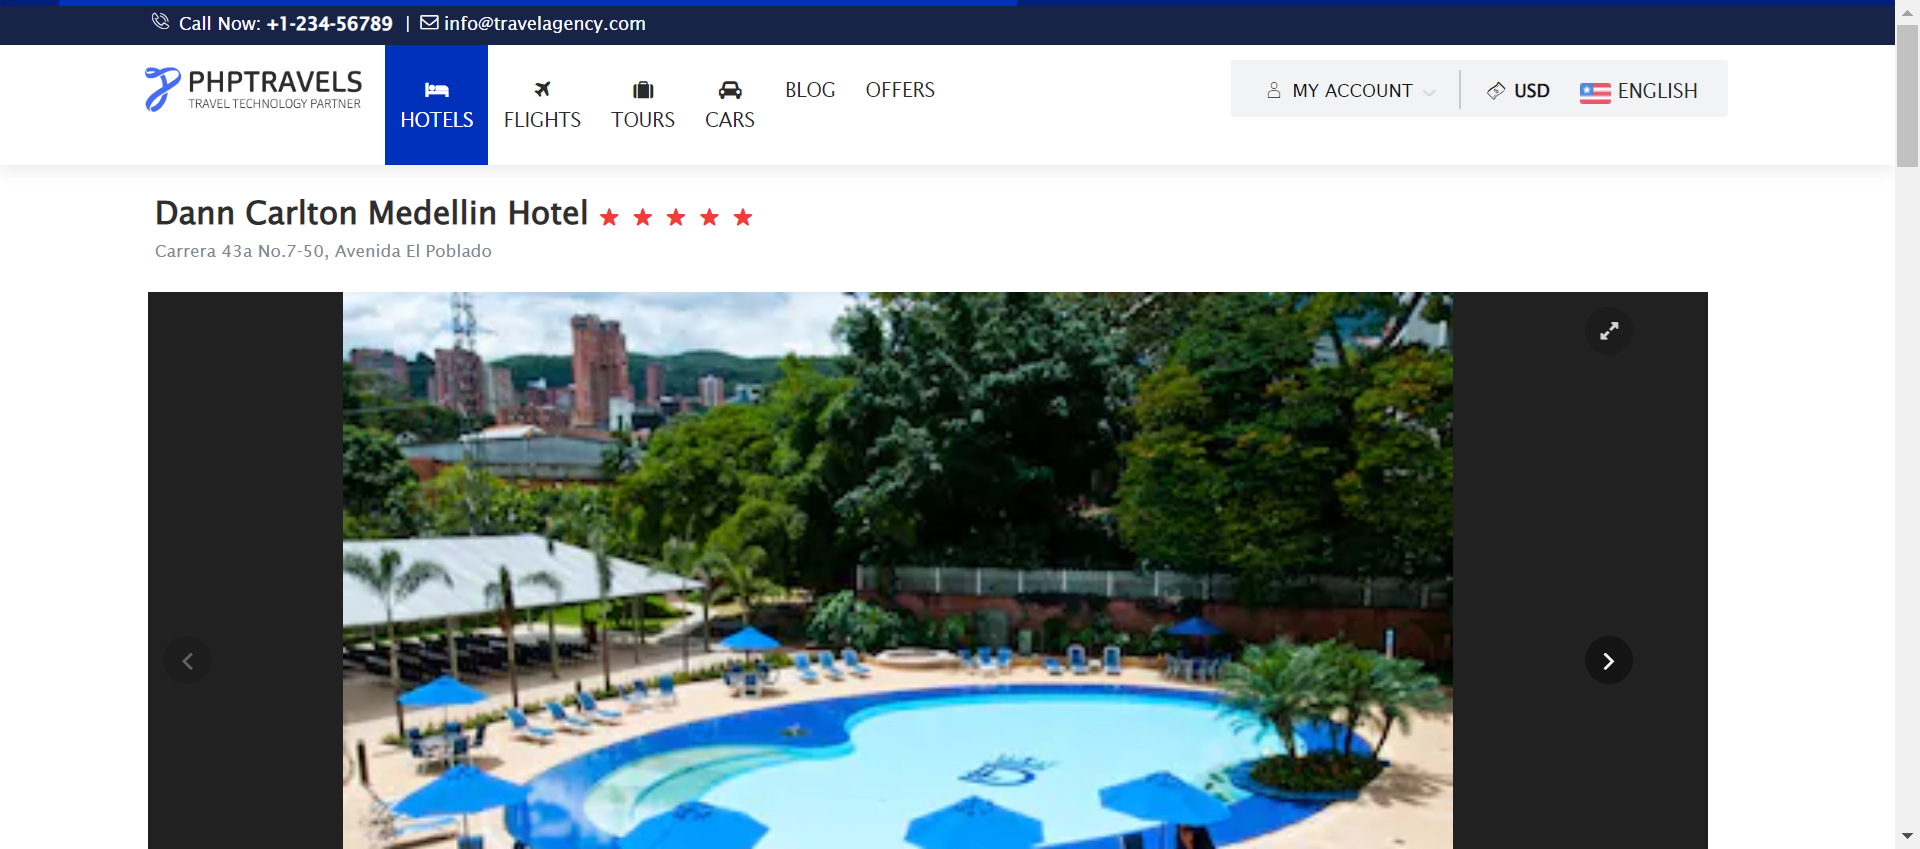 Call Now: +1-234-56789 | info@travelagency.com
PHPTRAVELS
TRAVEL TECHNOLOGY PARTNER
HOTELS
FLIGHTS
TOURS
CARS
BLOG
OFFERS
MY ACCOUNT
USD
ENGLISH
Dann Carlton Medellin Hotel
Carrera 43a No.7-50, Avenida El Poblado